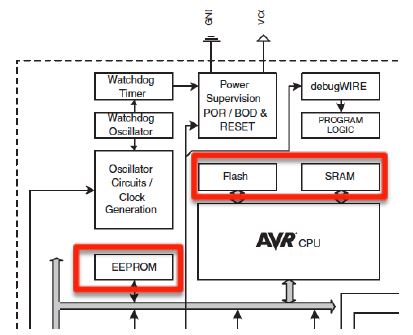 GND
VCC
Watchdog
Timer
Watchdog
Oscillator
Oscillator
Circuits /
Clock
Generation
Power
Supervision
POR / BOD &
RESET
debugWIRE
PROGRAM
LOGIC
Flash
SRAM
AVR CPU
EEPROM